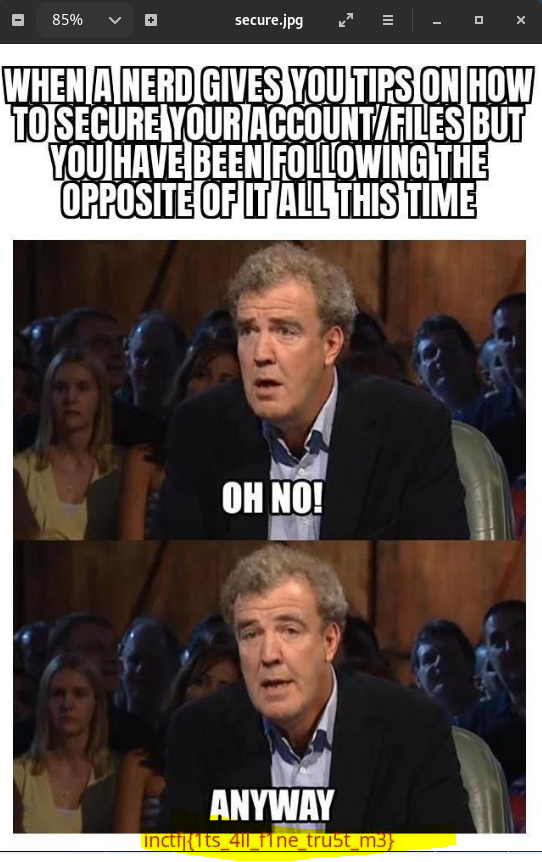 85%
secure.jpg
WHEN A NERD GIVES YOU TIPS ON HOW
TO SECURE YOUR ACCOUNT/FILES BUT
YOU HAVE BEEN FOLLOWING THE
OPPOSITE OF IT ALL THIS TIME
OH NO!
ANYWAY
inctfj{1ts_4ll_f1ne_tru5t_m3}